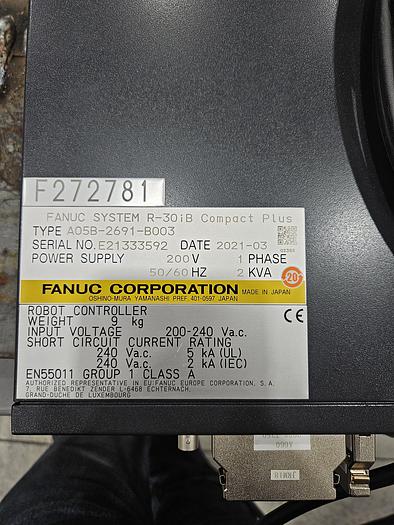 F272781
FANUC SYSTEM R-30iB Compact Plus
TYPE A05B-2691-B003
SERIAL NO.E21333592 DATE 2021-03
POWER SUPPLY 200V 1 PHASE
50/60 HZ 2 KVA
20
FANUC CORPORATION MADE IN JAPAN
OSHINO-MURA YAMANASHI PREF. 401-0597 JAPAN
ROBOT CONTROLLER
WEIGHT 9 kg
INPUT VOLTAGE 200-240 Va.c.
SHORT CIRCUIT CURRENT RATING
240 Va.c. 5 kA (UL)
240 Va.c. 2 kA (IEC)
EN55011 GROUP 1 CLASS A
AUTHORIZED REPRESENTATIVE IN EU:FANUC EUROPE CORPORATION, S.A.
7, RUE BENEDIKT ZENDER L-6468 ECHTERNACH,
GRAND-DUCHE DE LUXEMBOURG
CE
JRM18